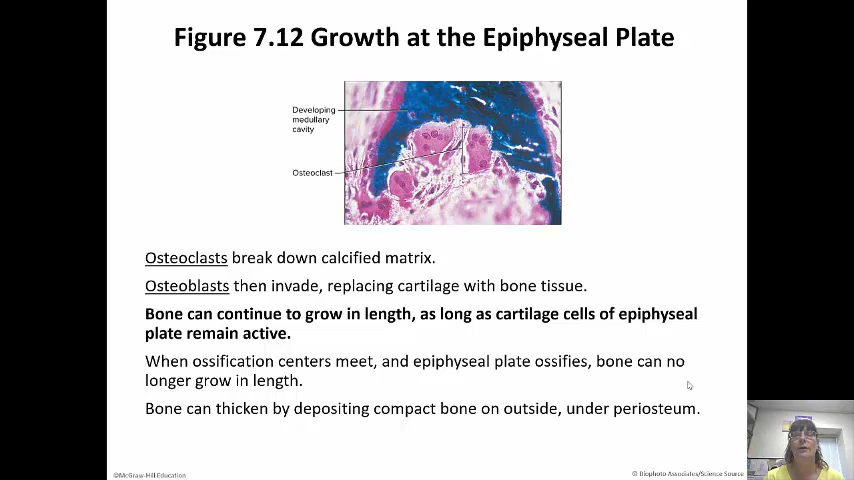 Figure 7.12 Growth at the Epiphyseal Plate
Developing
medullary
cavity
Osteoclast
Osteoclasts break down calcified matrix.
Osteoblasts then invade, replacing cartilage with bone tissue.
Bone can continue to grow in length, as long as cartilage cells of epiphyseal
plate remain active.
When ossification centers meet, and epiphyseal plate ossifies, bone can no
longer grow in length.
Bone can thicken by depositing compact bone on outside, under periosteum.
©McGraw-Hill Education
© Biophoto Associates/Science Source